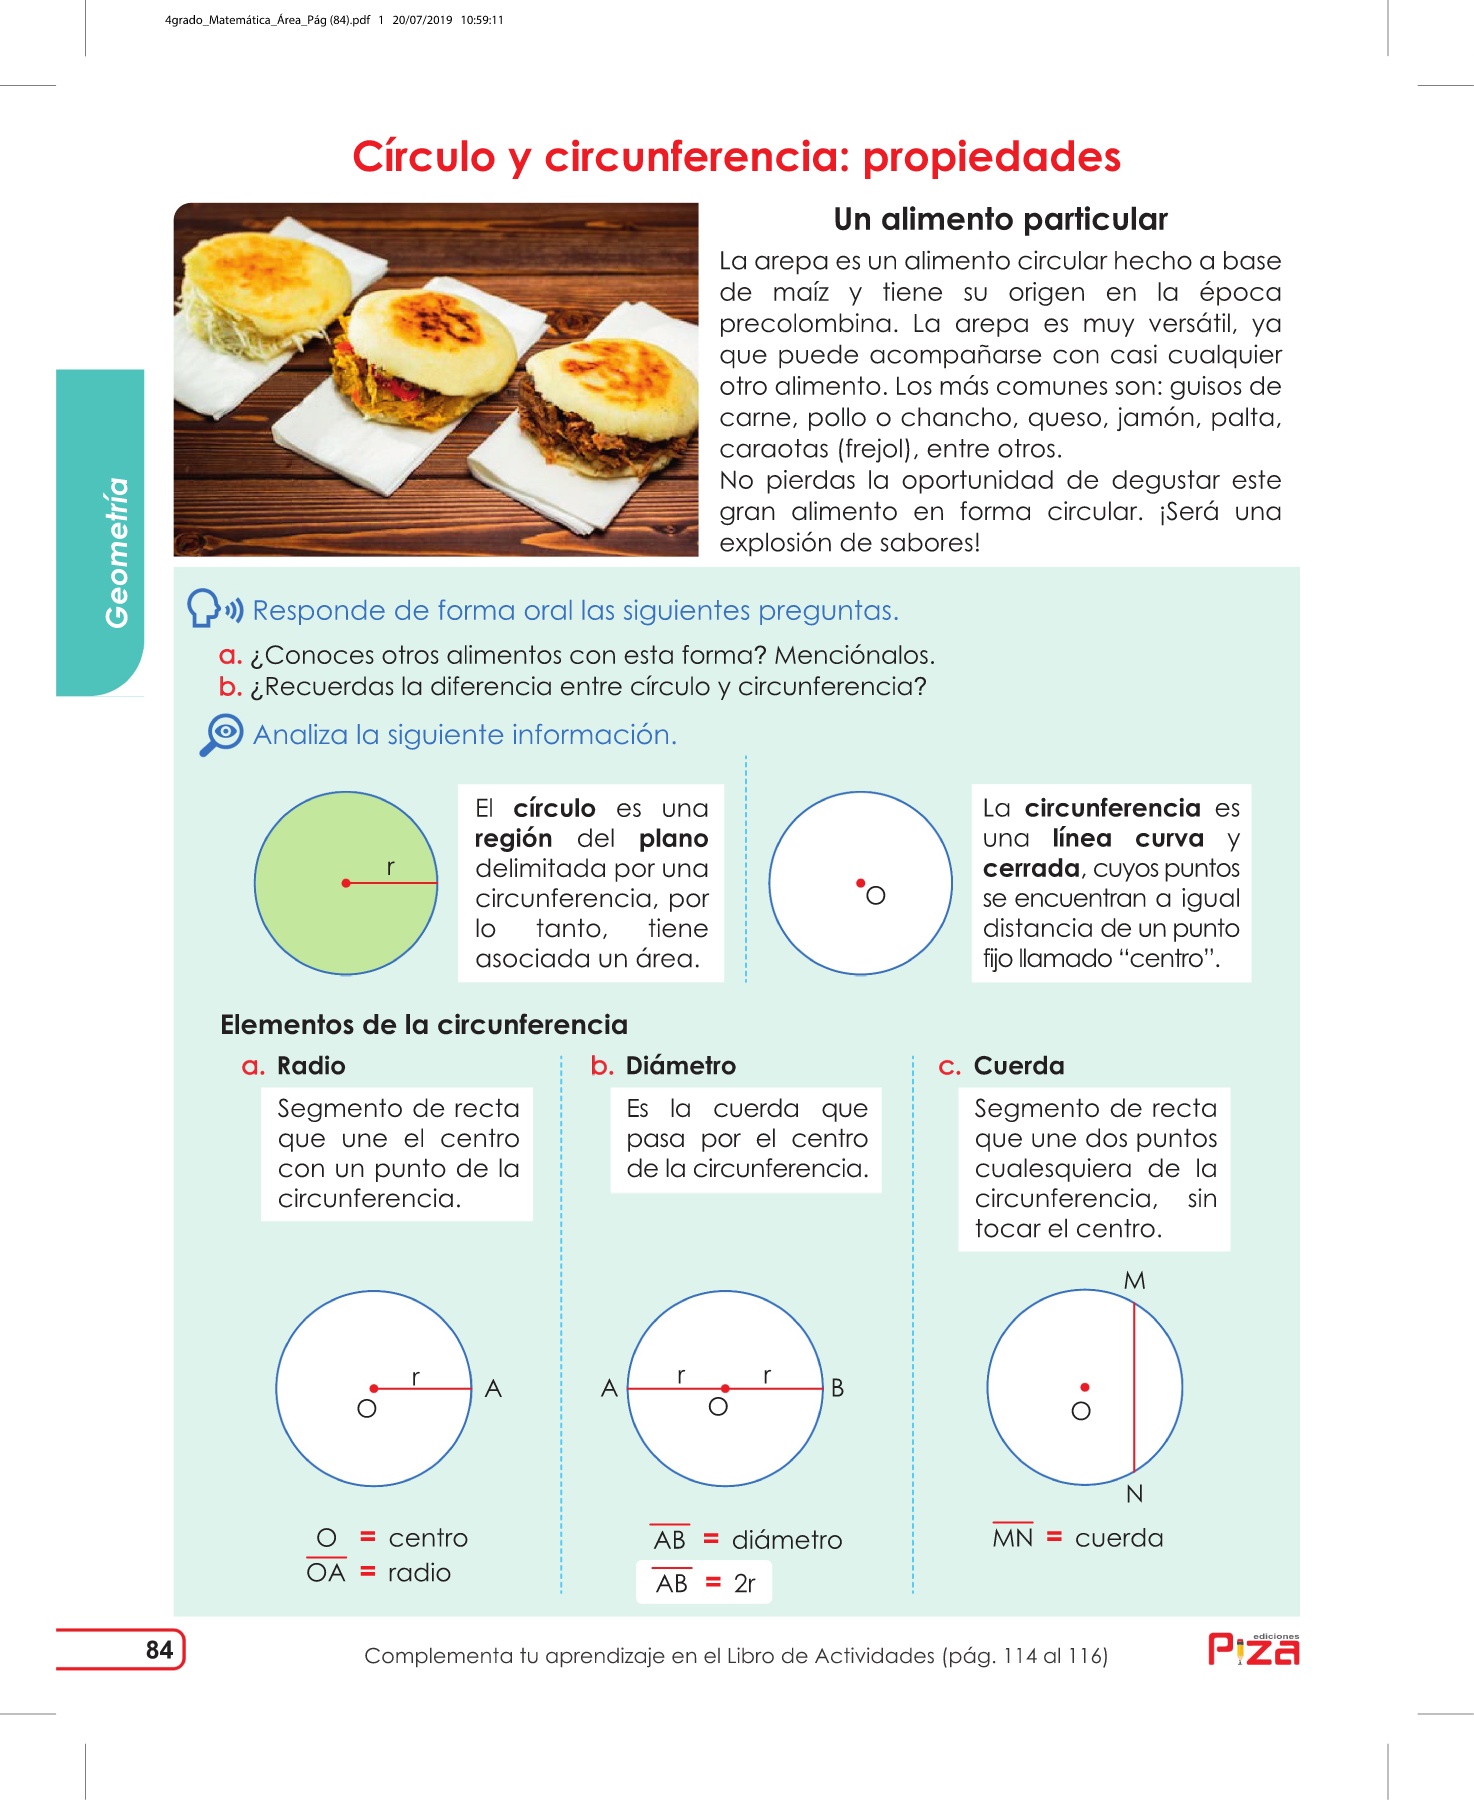 4grado_Matemática_Área_Pág (84).pdf 1 20/07/2019 10:59:11
Círculo y circunferencia: propiedades
Un alimento particular
La arepa es un alimento circular hecho a base
de maíz y tiene su origen en la época
precolombina. La arepa es muy versátil, ya
que puede acompañarse con casi cualquier
otro alimento. Los más comunes son: guisos de
carne, pollo o chancho, queso, jamón, palta,
caraotas (frejol), entre otros.
No pierdas la oportunidad de degustar este
gran alimento en forma circular. ¡Será una
explosión de sabores!
Geometría
Responde de forma oral las siguientes preguntas.
a. ¿Conoces otros alimentos con esta forma? Menciónalos.
b. ¿Recuerdas la diferencia entre círculo y circunferencia?
Analiza la siguiente información.
r
El círculo es una
región del plano
delimitada por una
circunferencia, por
lo tanto, tiene
asociada un área.
O
La circunferencia es
una línea curva y
cerrada, cuyos puntos
se encuentran a igual
distancia de un punto
fijo llamado “centro”.
Elementos de la circunferencia
a. Radio
Segmento de recta
que une el centro
con un punto de la
circunferencia.
r
O
A
O = centro
OA = radio
b. Diámetro
Es la cuerda que
pasa por el centro
de la circunferencia.
r r
A O B
AB = diámetro
AB = 2r
c. Cuerda
Segmento de recta
que une dos puntos
cualesquiera de la
circunferencia, sin
tocar el centro.
M
O
N
MN = cuerda
84
Complementa tu aprendizaje en el Libro de Actividades (pág. 114 al 116)
ediciones
Piza